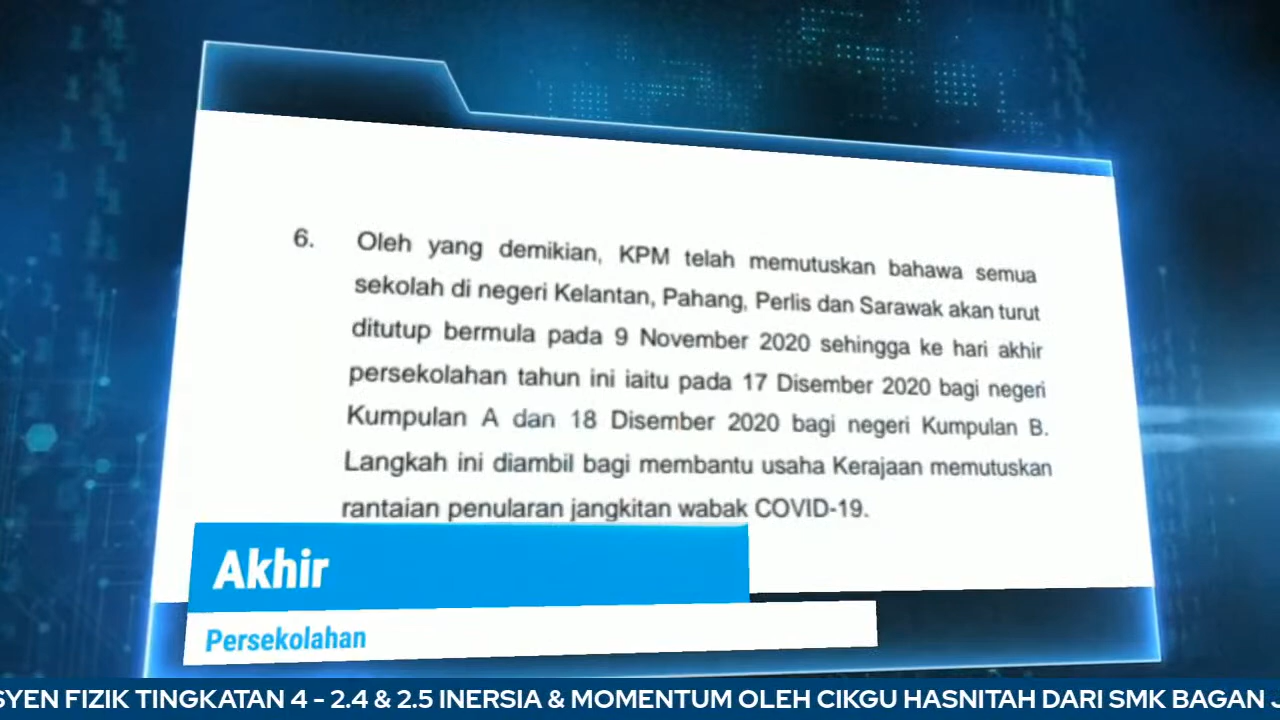 6. Oleh yang demikian, KPM telah memutuskan bahawa semua
sekolah di negeri Kelantan, Pahang, Perlis dan Sarawak akan turut
ditutup bermula pada 9 November 2020 sehingga ke hari akhir
persekolahan tahun ini iaitu pada 17 Disember 2020 bagi negeri
Kumpulan A dan 18 Disember 2020 bagi negeri Kumpulan B.
Langkah ini diambil bagi membantu usaha Kerajaan memutuskan
rantaian penularan jangkitan wabak COVID-19.
Akhir
Persekolahan
SYEN FIZIK TINGKATAN 4 – 2.4 & 2.5 INERSIA & MOMENTUM OLEH CIKGU HASNITAH DARI SMK BAGAN J